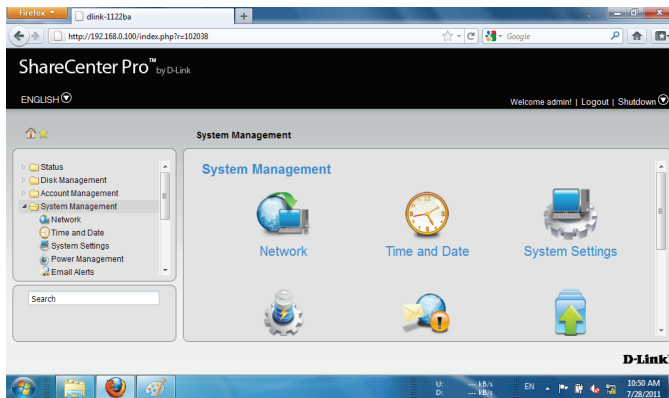 Firefox
dlink-1122ba
http://192.168.0.100/index.php?r=102038
Google
ShareCenter Pro™ by D-Link
ENGLISH
Welcome admin! | Logout | Shutdown
System Management
Status
Disk Management
Account Management
System Management
Network
Time and Date
System Settings
Power Management
Email Alerts
Search
System Management
Network
Time and Date
System Settings
D-Link
U: --- kB/s
D: --- kB/s
EN
10:50 AM
7/28/2011